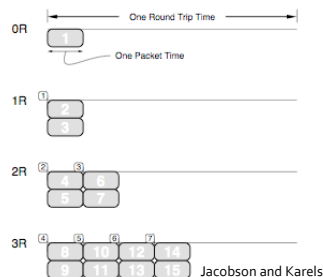 One Round Trip Time
0R
1
One Packet Time
1R
1
2
3
2R
2 3
4 6
5 7
3R
4 5 6 7
8 10 12 14
9 11 13 15
Jacobson and Karels